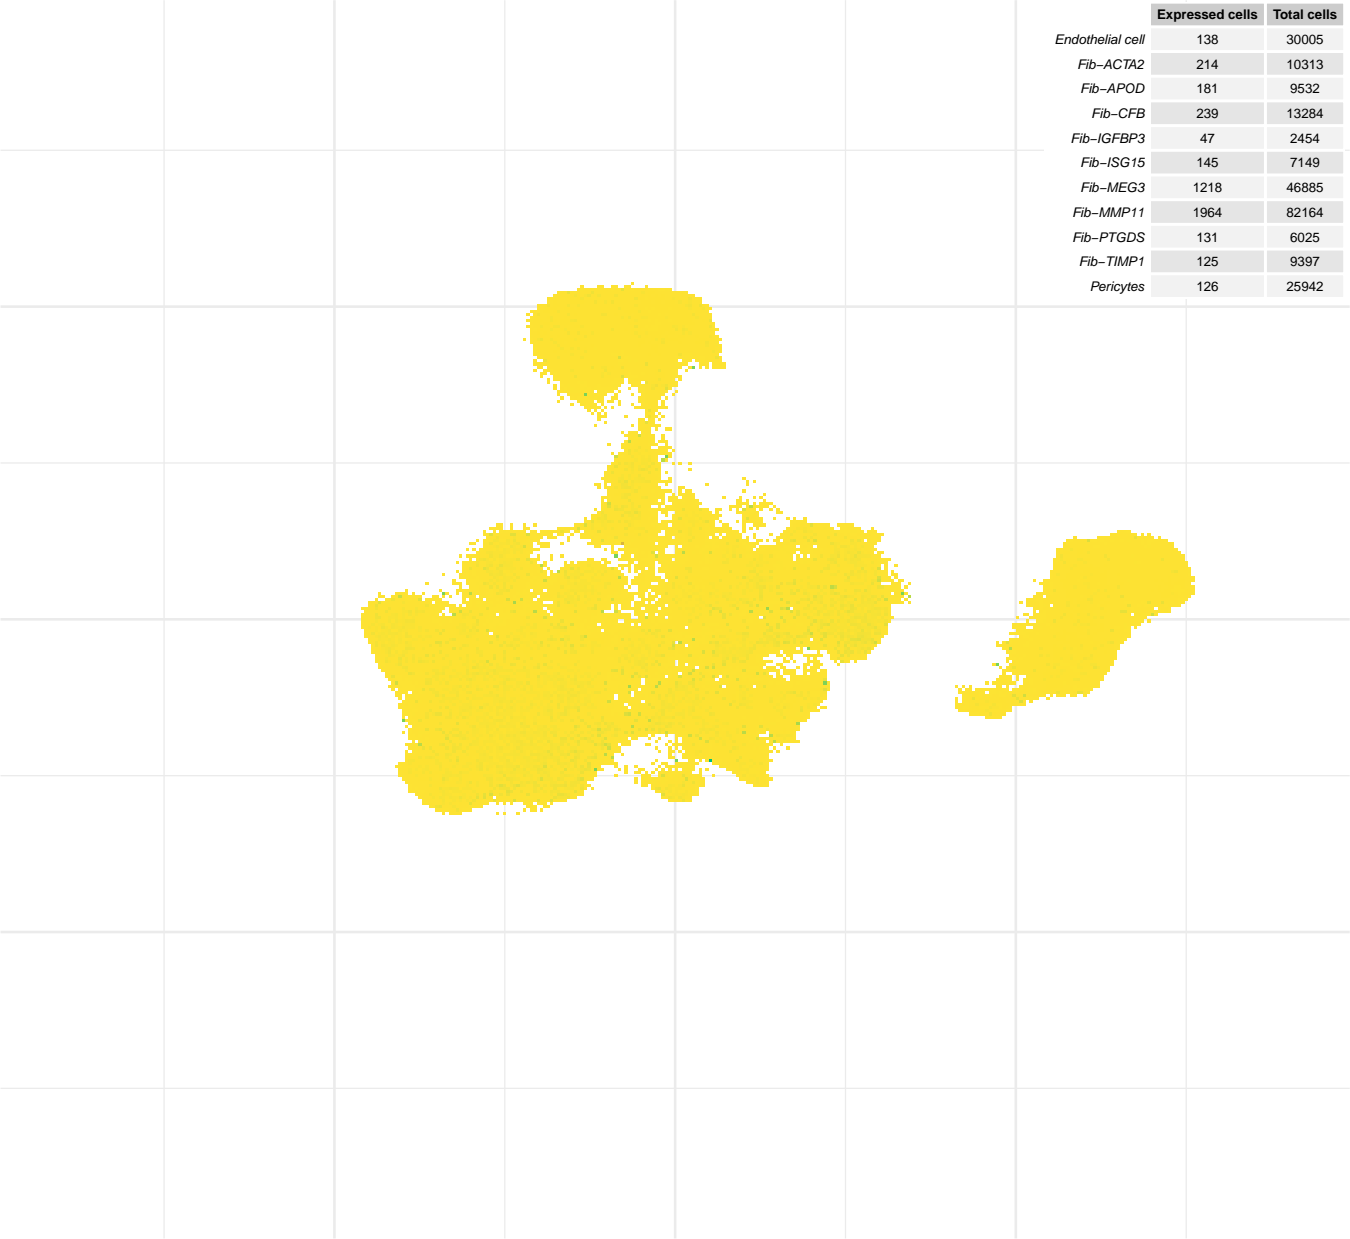 Expressed cells Total cells
Endothelial cell 138 30005
Fib−ACTA2 214 10313
Fib−APOD 181 9532
Fib−CFB 239 13284
Fib−IGFBP3 47 2454
Fib−ISG15 145 7149
Fib−MEG3 1218 46885
Fib−MMP11 1964 82164
Fib−PTGDS 131 6025
Fib−TIMP1 125 9397
Pericytes 126 25942